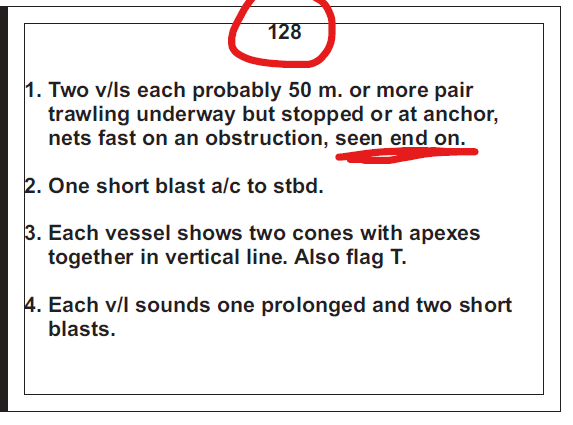 128
1. Two v/ls each probably 50 m. or more pair
trawling underway but stopped or at anchor,
nets fast on an obstruction, seen end on.
2. One short blast a/c to stbd.
3. Each vessel shows two cones with apexes
together in vertical line. Also flag T.
4. Each v/l sounds one prolonged and two short
blasts.